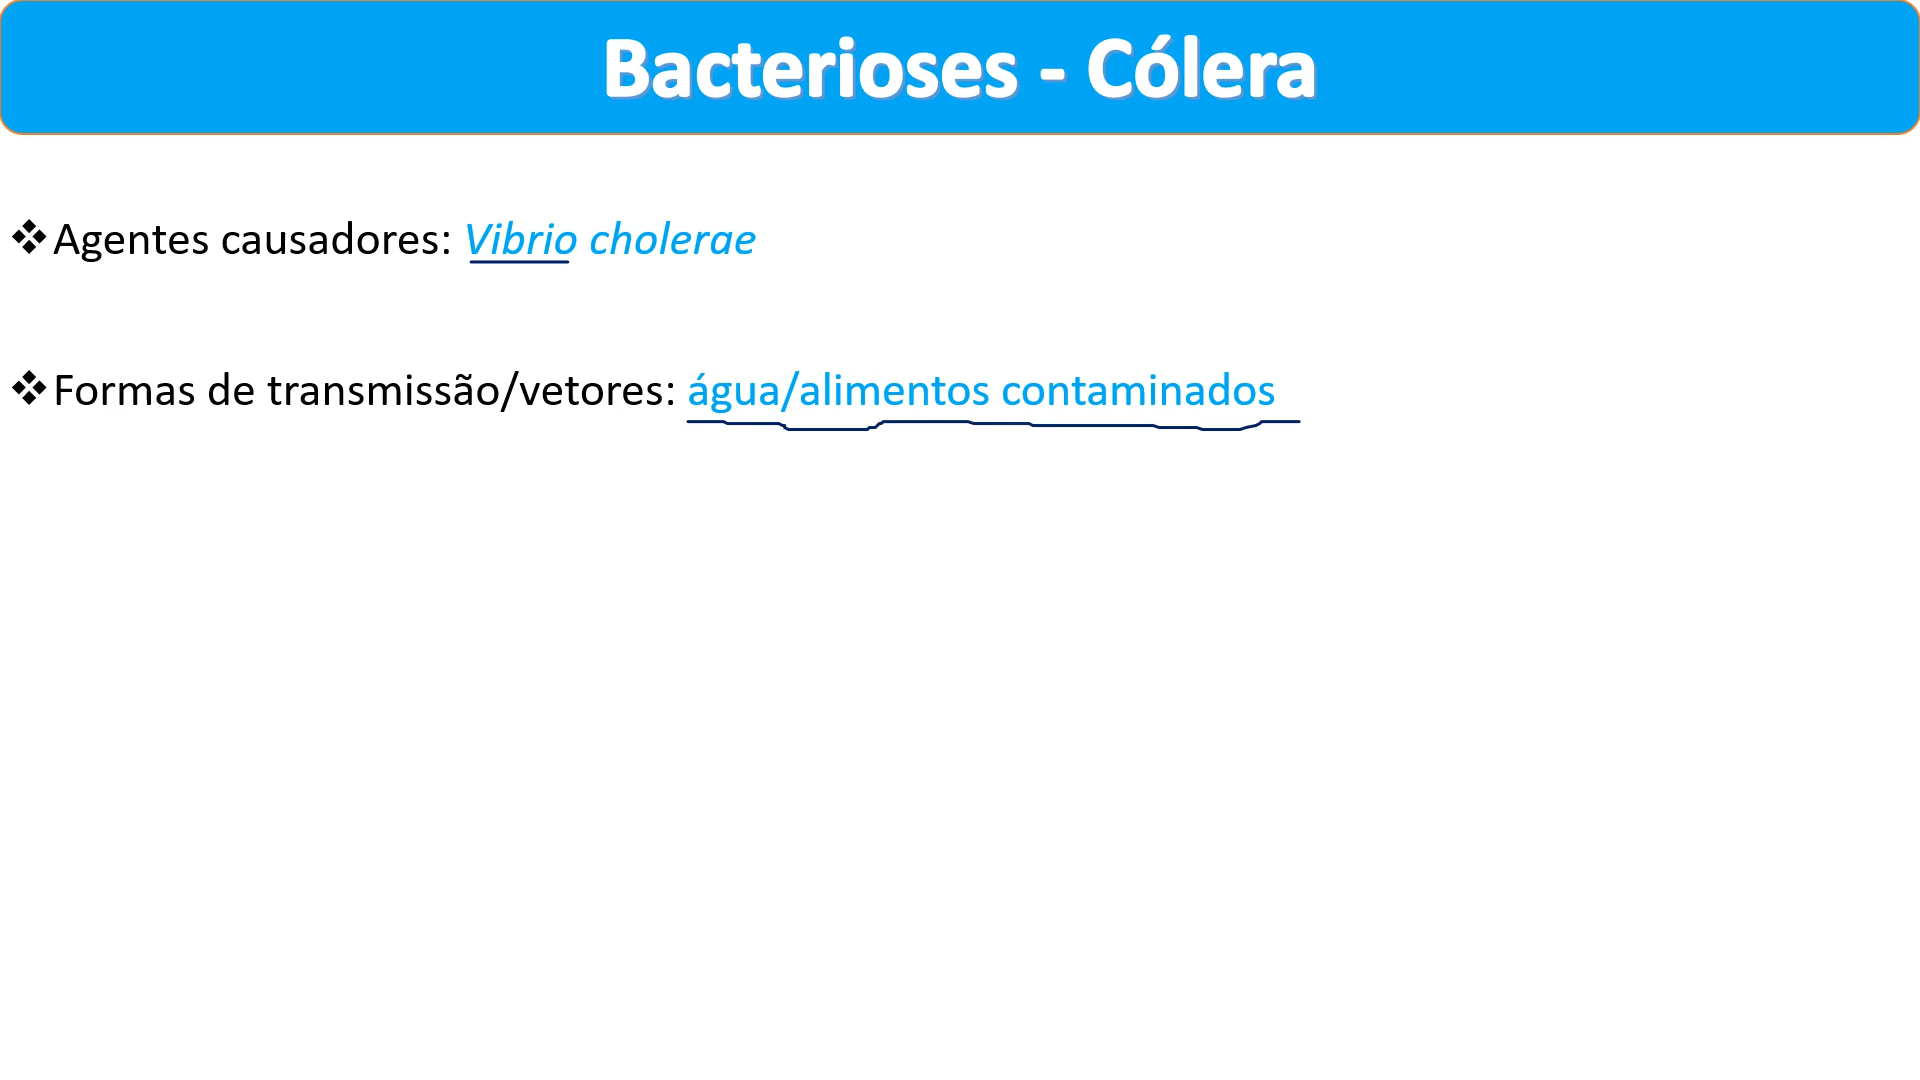 Bacterioses - Cólera
❖Agentes causadores: Vibrio cholerae
❖Formas de transmissão/vetores: água/alimentos contaminados